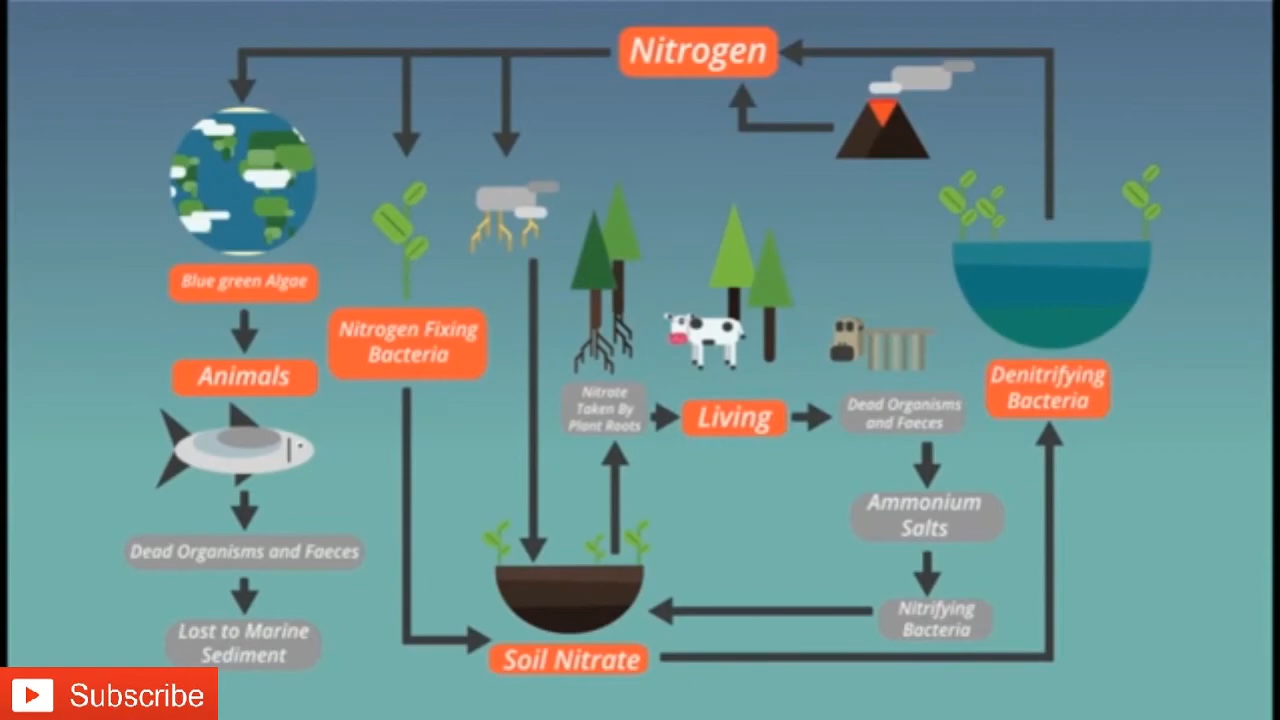 Nitrogen
Blue green Algae
Nitrogen Fixing
Bacteria
Animals
Nitrate
Taken By
Plant Roots
Living
Dead Organisms
and Faeces
Denitrifying
Bacteria
Ammonium
Salts
Dead Organisms and Faeces
Nitrifying
Bacteria
Lost to Marine
Sediment
Soil Nitrate
Subscribe